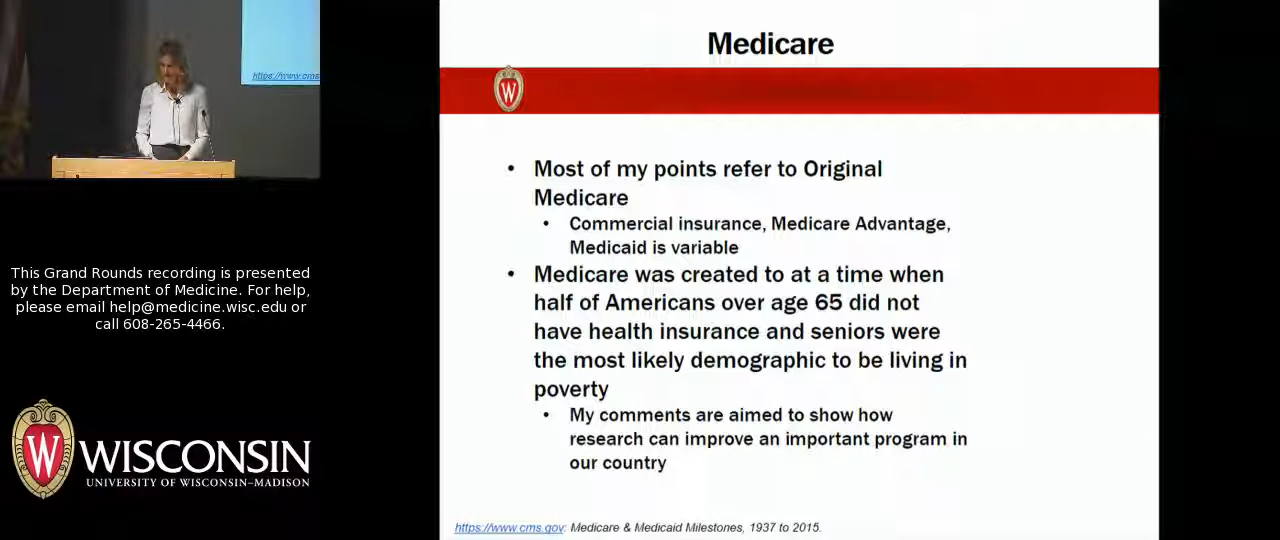 https://www.cms
This Grand Rounds recording is presented
by the Department of Medicine. For help,
please email help@medicine.wisc.edu or
call 608-265-4466.
W
WISCONSIN
UNIVERSITY OF WISCONSIN–MADISON
Medicare
W
• Most of my points refer to Original
Medicare
• Commercial insurance, Medicare Advantage,
Medicaid is variable
• Medicare was created to at a time when
half of Americans over age 65 did not
have health insurance and seniors were
the most likely demographic to be living in
poverty
• My comments are aimed to show how
research can improve an important program in
our country
https://www.cms.gov: Medicare & Medicaid Milestones, 1937 to 2015.